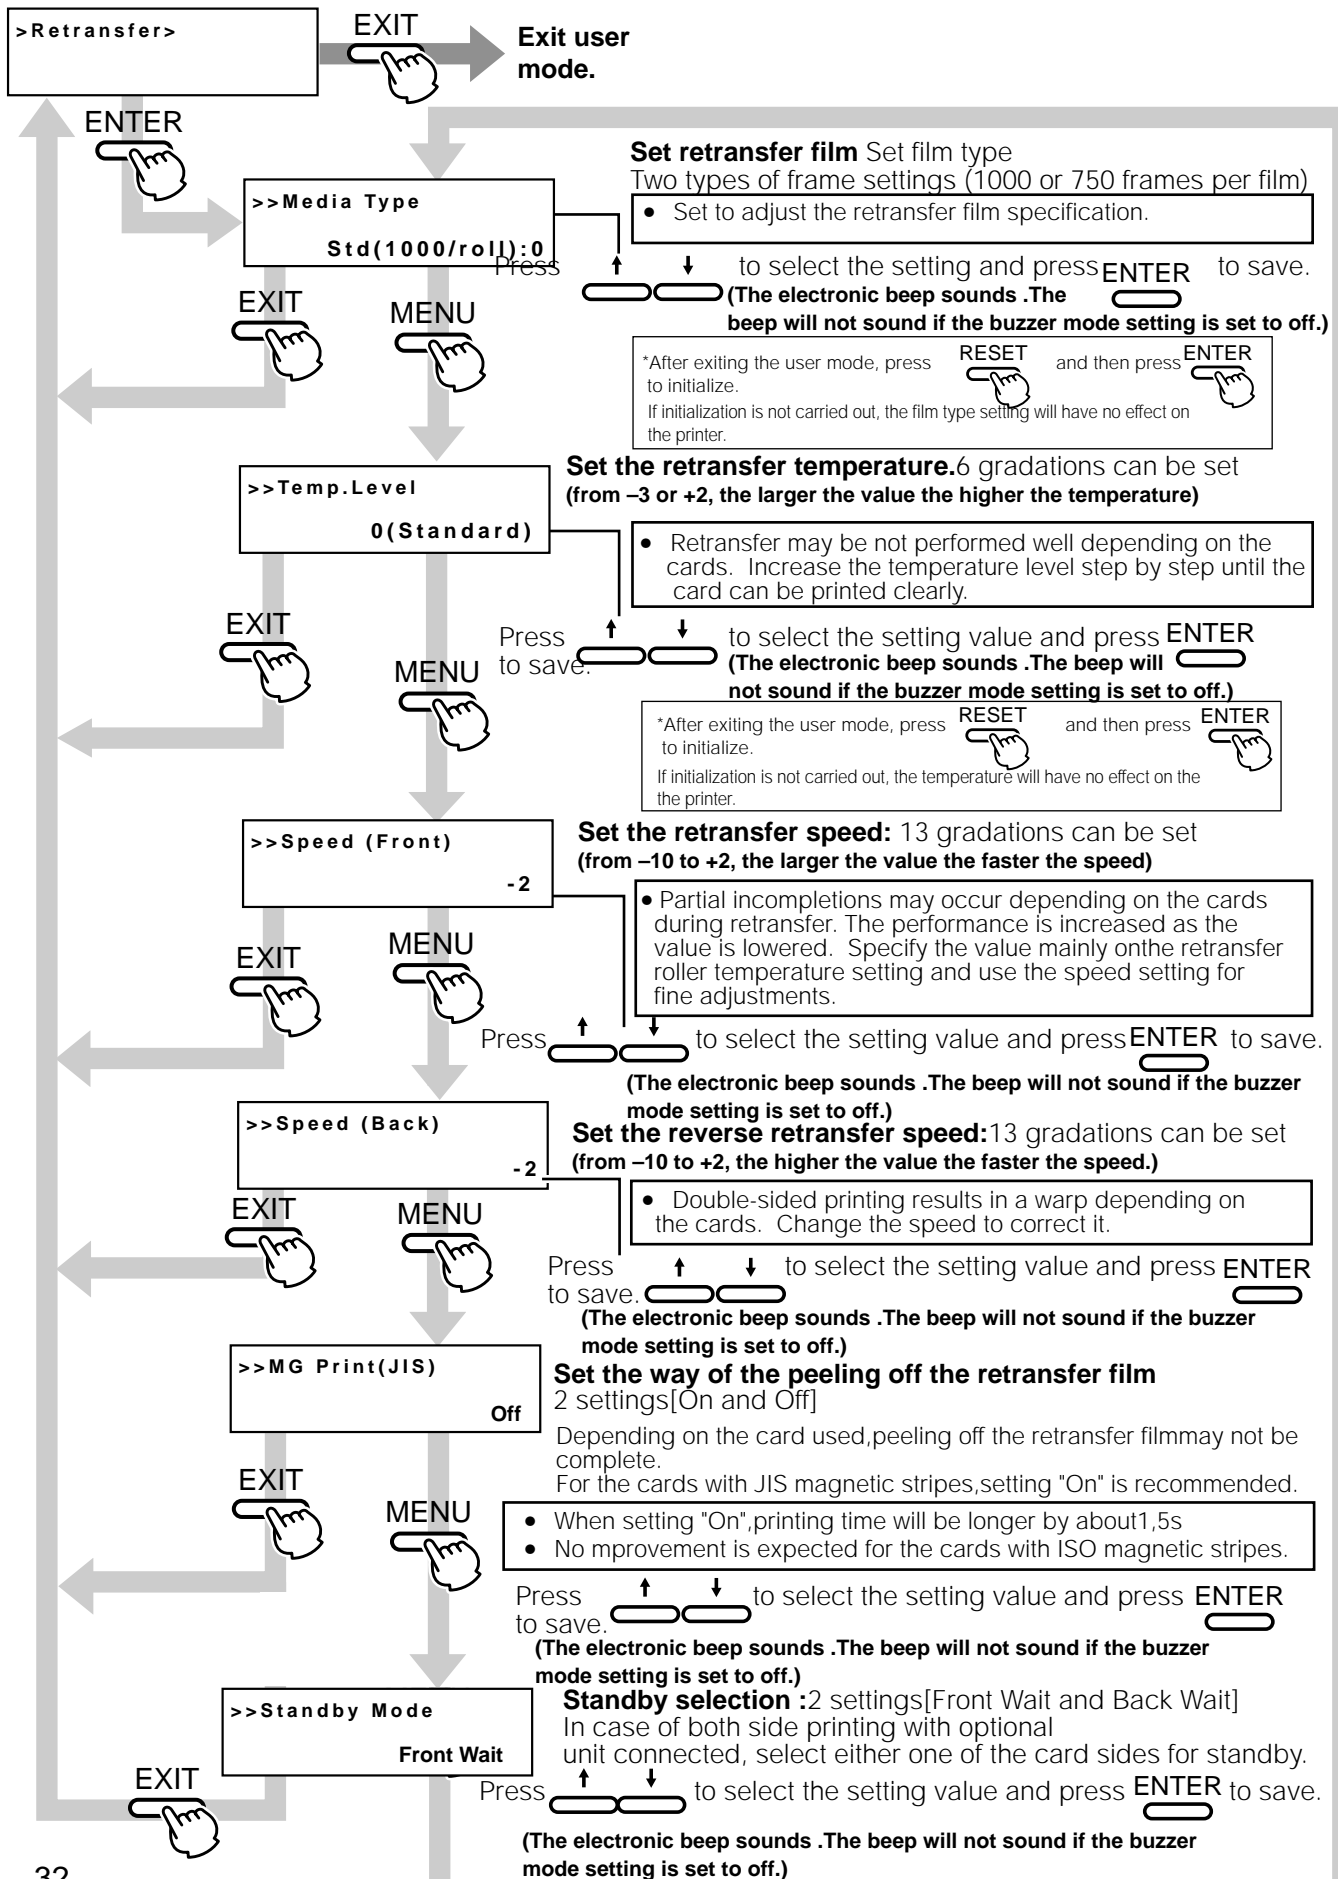 >Retransfer>
EXIT
Exit user
mode.
ENTER
Set retransfer film Set film type
Two types of frame settings (1000 or 750 frames per film)
>>Media Type
Std(1000/roll):0
• Set to adjust the retransfer film specification.
Press ↑ ↓ to select the setting and press ENTER to save.
(The electronic beep sounds .The
beep will not sound if the buzzer mode setting is set to off.)
EXIT
MENU
*After exiting the user mode, press RESET and then press ENTER
to initialize.
If initialization is not carried out, the film type setting will have no effect on
the printer.
Set the retransfer temperature.6 gradations can be set
(from –3 or +2, the larger the value the higher the temperature)
>>Temp.Level
0(Standard)
• Retransfer may be not performed well depending on the
cards. Increase the temperature level step by step until the
card can be printed clearly.
EXIT
MENU
Press ↑ ↓ to select the setting value and press ENTER
to save.
(The electronic beep sounds .The beep will
not sound if the buzzer mode setting is set to off.)
*After exiting the user mode, press RESET and then press ENTER
to initialize.
If initialization is not carried out, the temperature will have no effect on the
the printer.
Set the retransfer speed: 13 gradations can be set
(from –10 to +2, the larger the value the faster the speed)
>>Speed (Front)
-2
• Partial incompletions may occur depending on the cards
during retransfer. The performance is increased as the
value is lowered. Specify the value mainly onthe retransfer
roller temperature setting and use the speed setting for
fine adjustments.
EXIT
MENU
Press ↑ ↓ to select the setting value and press ENTER to save.
(The electronic beep sounds .The beep will not sound if the buzzer
mode setting is set to off.)
>>Speed (Back)
-2
Set the reverse retransfer speed:13 gradations can be set
(from –10 to +2, the higher the value the faster the speed.)
• Double-sided printing results in a warp depending on
the cards. Change the speed to correct it.
EXIT
MENU
Press ↑ ↓ to select the setting value and press ENTER
to save.
(The electronic beep sounds .The beep will not sound if the buzzer
mode setting is set to off.)
>>MG Print(JIS)
Off
Set the way of the peeling off the retransfer film
2 settings[On and Off]
Depending on the card used,peeling off the retransfer filmmay not be
complete.
For the cards with JIS magnetic stripes,setting "On" is recommended.
EXIT
MENU
• When setting "On",printing time will be longer by about1,5s
• No mprovement is expected for the cards with ISO magnetic stripes.
Press ↑ ↓ to select the setting value and press ENTER
to save.
(The electronic beep sounds .The beep will not sound if the buzzer
mode setting is set to off.)
>>Standby Mode
Front Wait
Standby selection :2 settings[Front Wait and Back Wait]
In case of both side printing with optional
unit connected, select either one of the card sides for standby.
EXIT
Press ↑ ↓ to select the setting value and press ENTER to save.
(The electronic beep sounds .The beep will not sound if the buzzer
mode setting is set to off.)
32